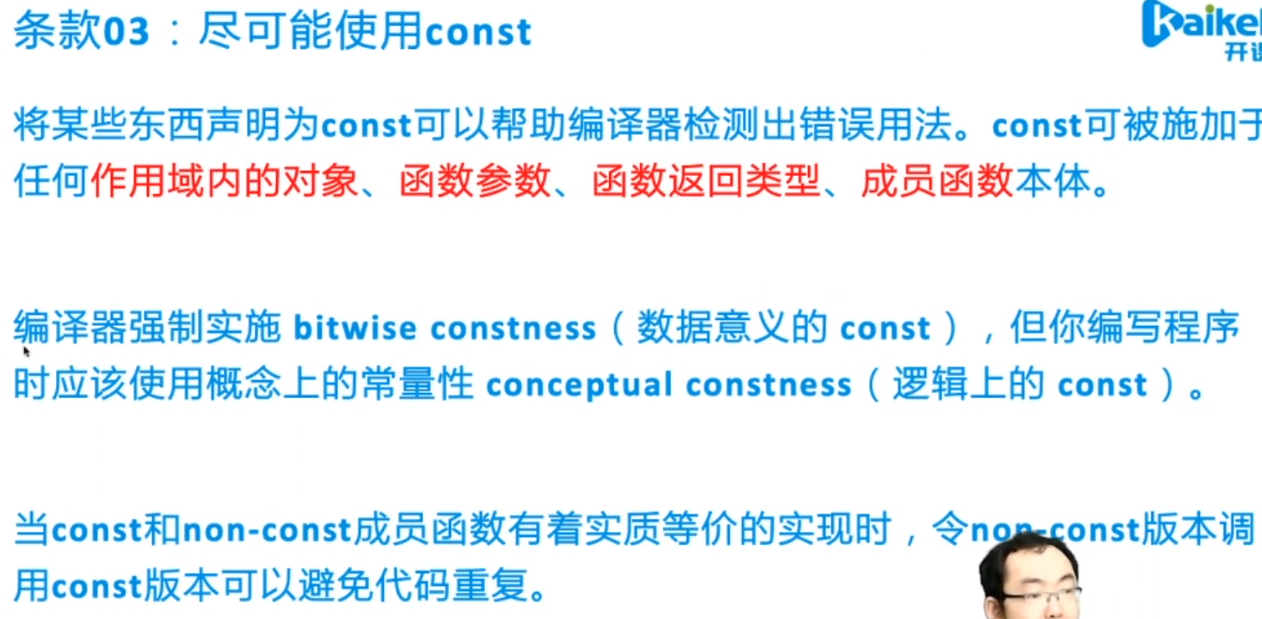 条款03：尽可能使用const
Kaike
开课
将某些东西声明为const可以帮助编译器检测出错误用法。const可被施加于
任何作用域内的对象、函数参数、函数返回类型、成员函数本体。
编译器强制实施 bitwise constness（数据意义的 const），但你编写程序
时应该使用概念上的常量性 conceptual constness（逻辑上的 const）。
当const和non-const成员函数有着实质等价的实现时，令non-const版本调
用const版本可以避免代码重复。